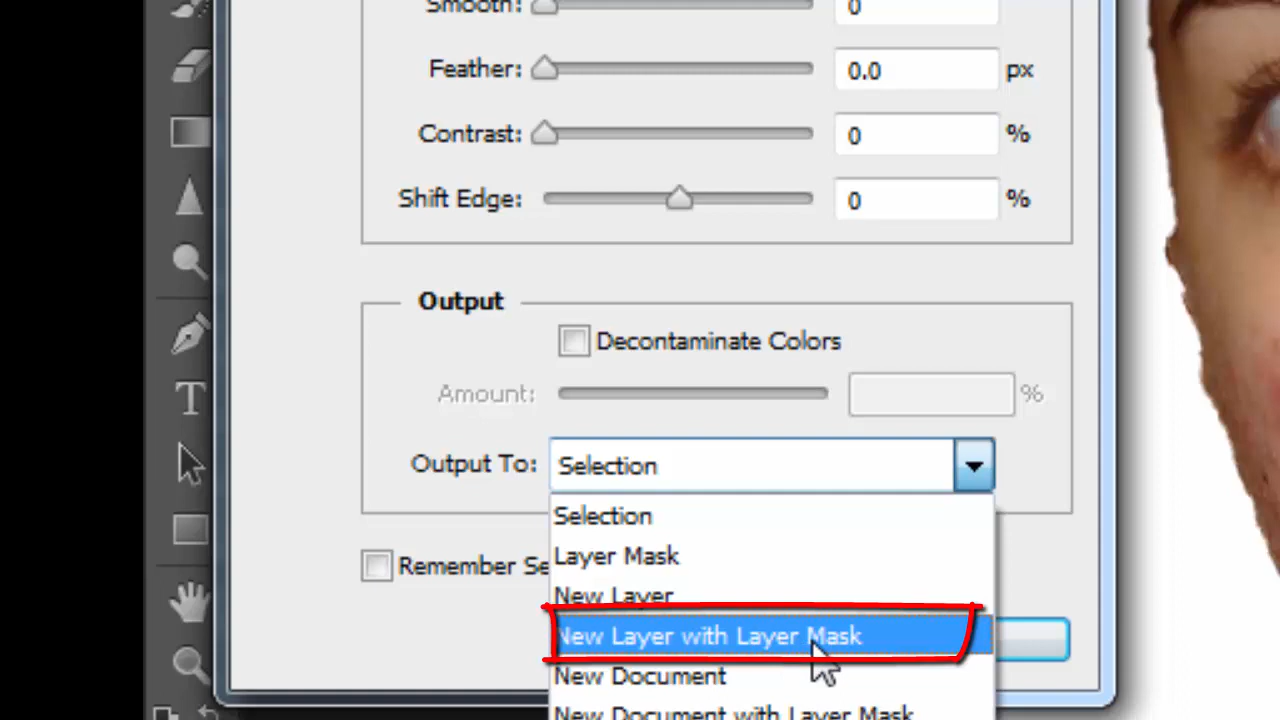 Smooth: 0
Feather: 0.0 px
Contrast: 0 %
Shift Edge: 0 %
Output
Decontaminate Colors
Amount: %
Output To: Selection
Selection
Layer Mask
Remember Se
New Layer
New Layer with Layer Mask
New Document
New Document with Layer Mask
T